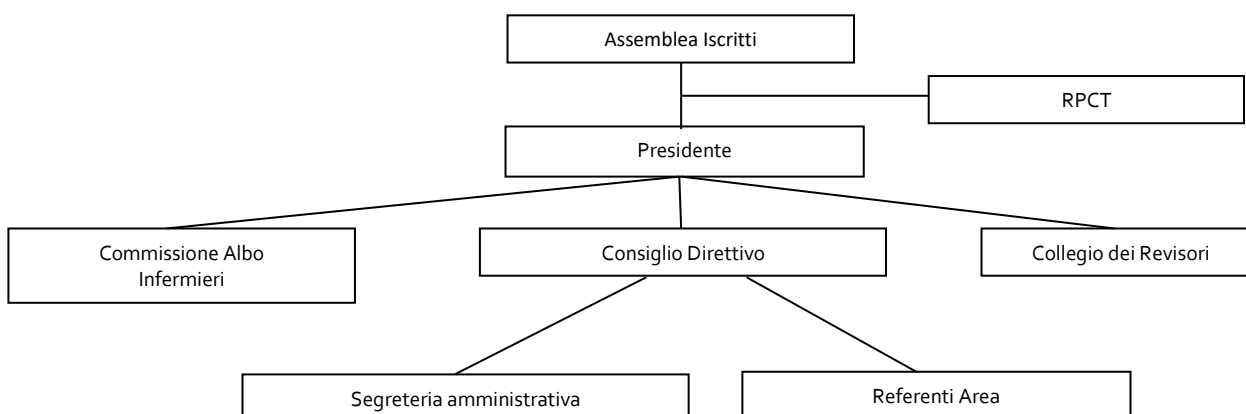 Assemblea Iscritti
RPCT
Presidente
Commissione Albo
Infermieri
Consiglio Direttivo
Collegio dei Revisori
Segreteria amministrativa
Referenti Area